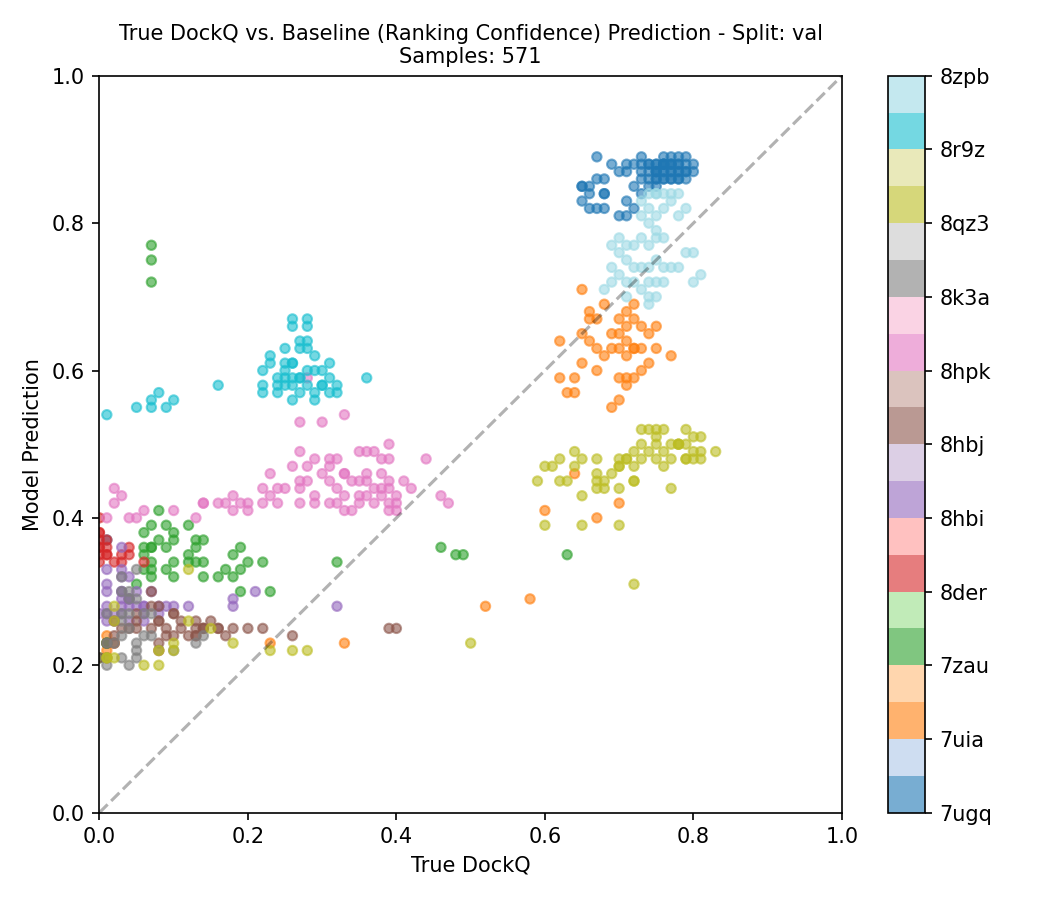 True DockQ vs. Baseline (Ranking Confidence) Prediction - Split: val
Samples: 571
1.0
0.8
0.6
0.4
0.2
0.0
Model Prediction
0.0 0.2 0.4 0.6 0.8 1.0
True DockQ
8zpb
8r9z
8qz3
8k3a
8hpk
8hbj
8hbi
8der
7zau
7uia
7ugq